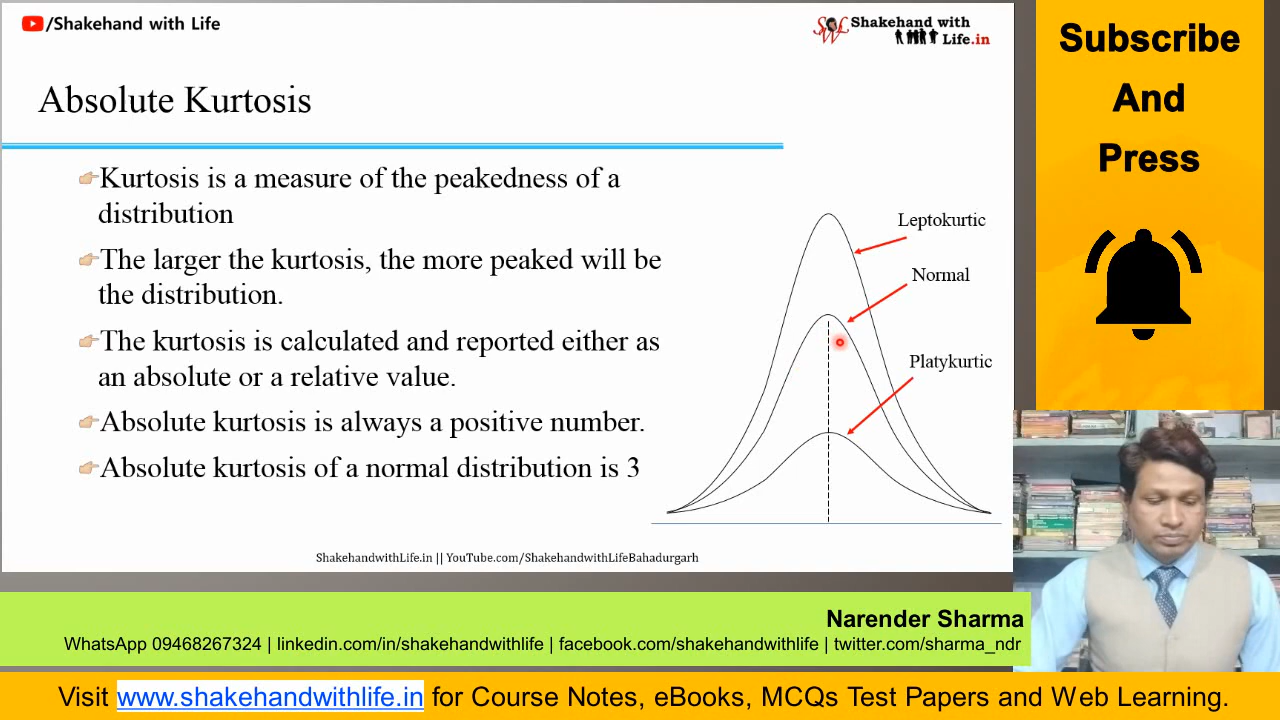 /Shakehand with Life
Shakehand with
Life.in
Absolute Kurtosis
Kurtosis is a measure of the peakedness of a
distribution
The larger the kurtosis, the more peaked will be
the distribution.
The kurtosis is calculated and reported either as
an absolute or a relative value.
Absolute kurtosis is always a positive number.
Absolute kurtosis of a normal distribution is 3
Leptokurtic
Normal
Platykurtic
ShakehandwithLife.in || YouTube.com/ShakehandwithLifeBahadurgarh
Subscribe
And
Press
Narender Sharma
WhatsApp 09468267324 | linkedin.com/in/shakehandwithlife | facebook.com/shakehandwithlife | twitter.com/sharma_ndr
Visit www.shakehandwithlife.in for Course Notes, eBooks, MCQs Test Papers and Web Learning.